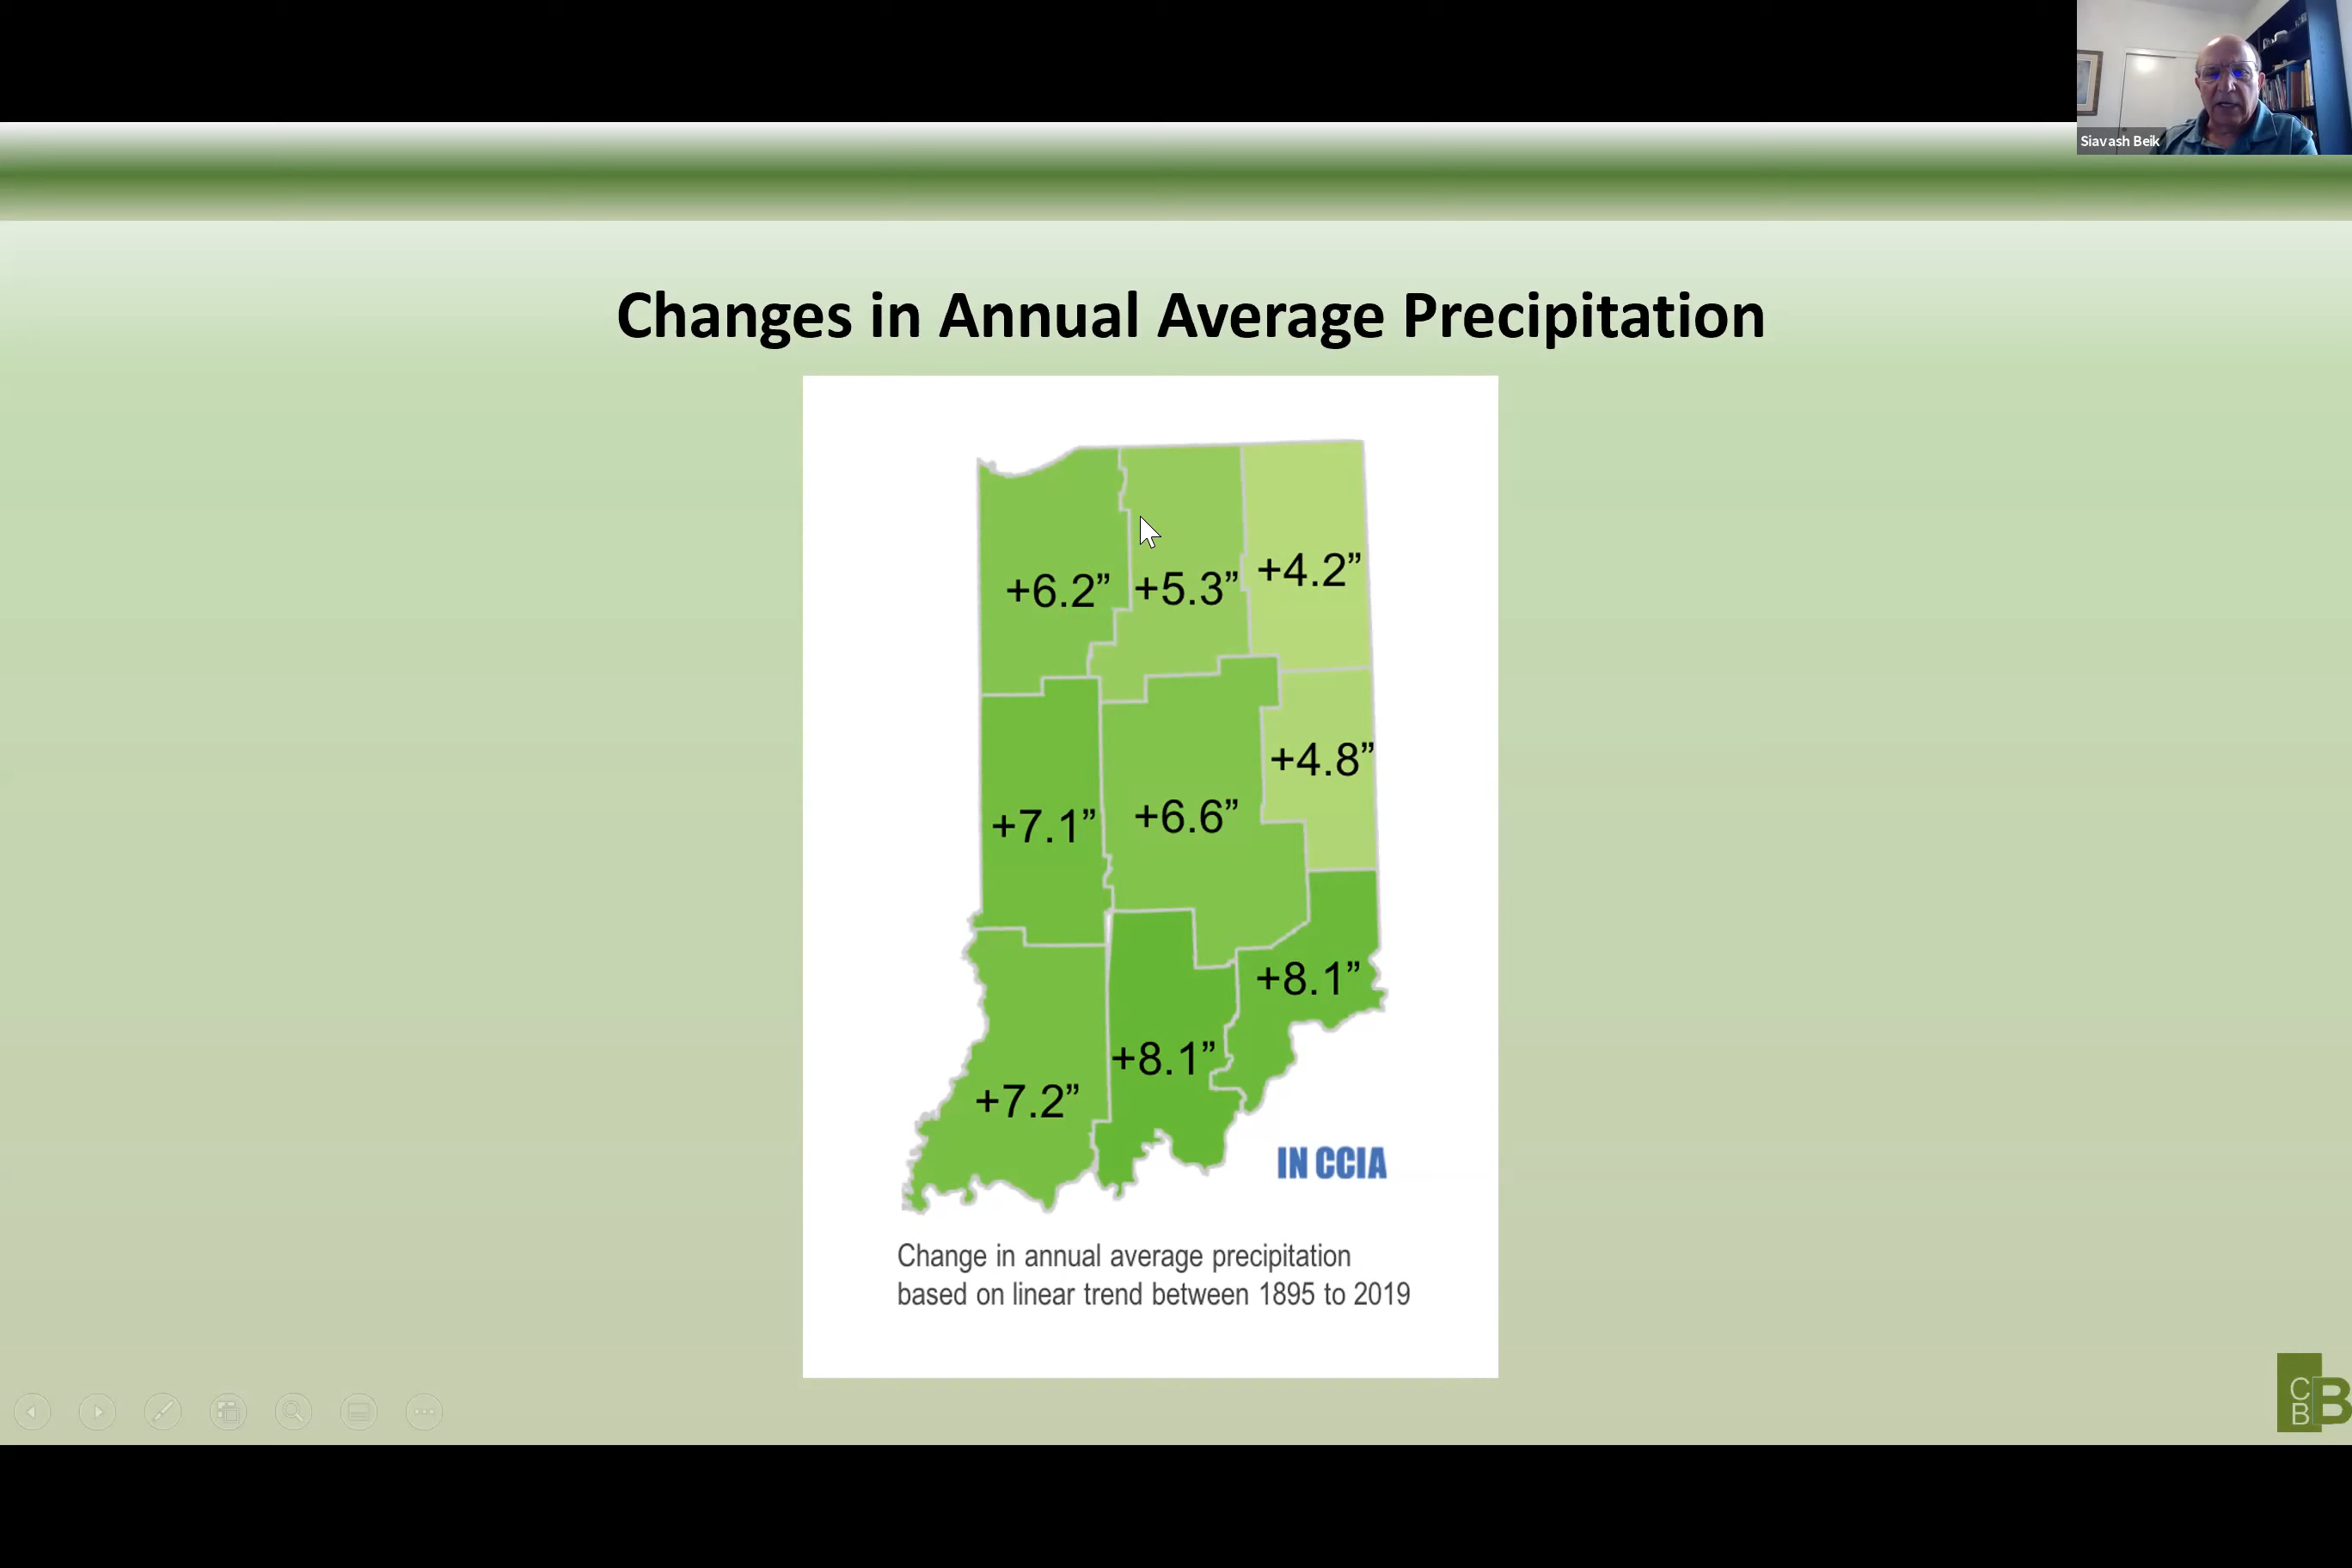 Siavash Beik
Changes in Annual Average Precipitation
+6.2”
+5.3”
+4.2”
+7.1”
+6.6”
+4.8”
+7.2”
+8.1”
+8.1”
IN CCIA
Change in annual average precipitation
based on linear trend between 1895 to 2019
C
B B